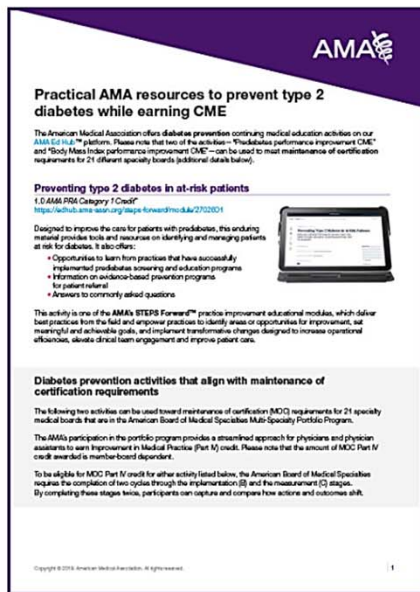 AMA
Practical AMA resources to prevent type 2
diabetes while earning CME
The American Medical Association offers diabetes prevention continuing medical education activities on our
AMA Ed Hub™ platform. Please note that two of the activities—"Prediabetes performance improvement CME"
and "Body Mass Index performance improvement CME"—can be used to meet maintenance of certification
requirements for 21 different specialty boards (additional details below).
Preventing type 2 diabetes in at-risk patients
1.0 AMA PRA Category 1 Credit™
https://edhub.ama-assn.org/steps-forward/module/2702601
Designed to improve the care for patients with prediabetes, this enduring
material provides tools and resources on identifying and managing patients
at risk for diabetes. It also offers:
• Opportunities to learn from practices that have successfully
implemented prediabetes screening and education programs
• Information on evidence-based prevention programs
for patient referral
• Answers to commonly asked questions
This activity is one of the AMA's STEPS Forward™ practice improvement educational modules, which deliver
best practices from the field and empower practices to identify areas or opportunities for improvement, set
meaningful and achievable goals, and implement transformative changes designed to increase operational
efficiencies, elevate clinical team engagement and improve patient care.
Diabetes prevention activities that align with maintenance of
certification requirements
The following two activities can be used toward maintenance of certification (MOC) requirements for 21 specialty
medical boards that are in the American Board of Medical Specialties Multi-Specialty Portfolio Program.
The AMA's participation in the portfolio program provides a streamlined approach for physicians and physician
assistants to earn Improvement in Medical Practice (Part IV) credit. Please note that the amount of MOC Part IV
credit awarded is member-board dependent.
To be eligible for MOC Part IV credit for either activity listed below, the American Board of Medical Specialties
requires the completion of two cycles through the implementation (B) and the measurement (C) stages.
By completing these stages twice, participants can capture and compare how actions and outcomes shift.
Copyright © 2019 American Medical Association. All rights reserved.
1